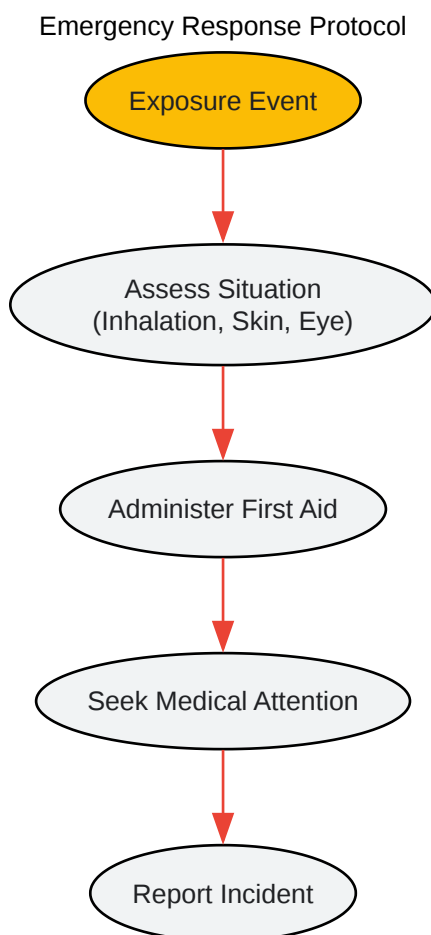 Emergency Response Protocol
Exposure Event
Assess Situation
(Inhalation, Skin, Eye)
Administer First Aid
Seek Medical Attention
Report Incident